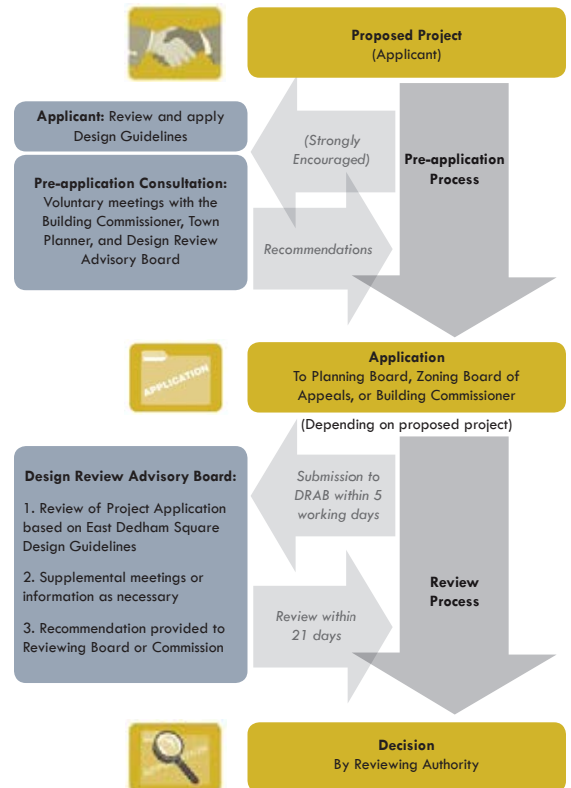 Proposed Project
(Applicant)
Applicant: Review and apply
Design Guidelines
(Strongly
Encouraged)
Pre-application
Process
Pre-application Consultation:
Voluntary meetings with the
Building Commissioner, Town
Planner, and Design Review
Advisory Board
Recommendations
APPLICATION
Application
To Planning Board, Zoning Board of
Appeals, or Building Commissioner
(Depending on proposed project)
Design Review Advisory Board:
1. Review of Project Application
based on East Dedham Square
Design Guidelines
2. Supplemental meetings or
information as necessary
3. Recommendation provided to
Reviewing Board or Commission
Submission to
DRAB within 5
working days
Review within
21 days
Review
Process
Decision
By Reviewing Authority